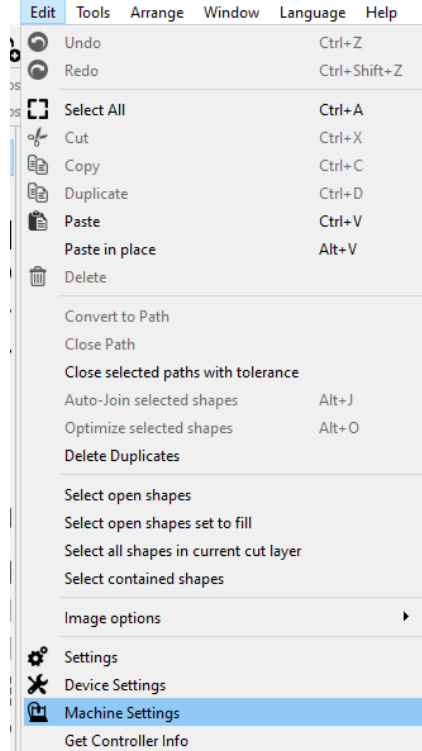 Edit Tools Arrange Window Language Help
Undo Ctrl+Z
Redo Ctrl+Shift+Z
Select All Ctrl+A
Cut Ctrl+X
Copy Ctrl+C
Duplicate Ctrl+D
Paste Ctrl+V
Paste in place Alt+V
Delete
Convert to Path
Close Path
Close selected paths with tolerance
Auto-Join selected shapes Alt+J
Optimize selected shapes Alt+O
Delete Duplicates
Select open shapes
Select open shapes set to fill
Select all shapes in current cut layer
Select contained shapes
Image options
Settings
Device Settings
Machine Settings
Get Controller Info